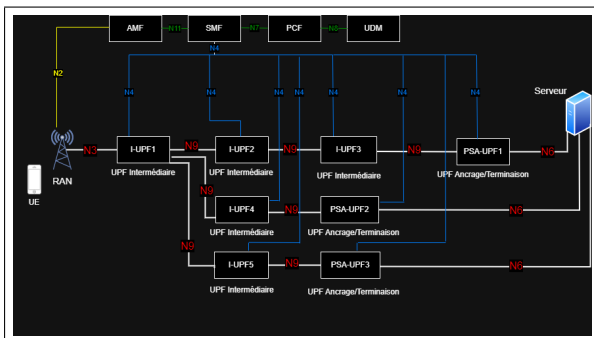 AMF N11 SMF N7 PCF N8 UDM
N4
N2 N4 N4 N4 N4 N4 N4 N4
Serveur
RAN N3 I-UPF1 N9 I-UPF2 N9 I-UPF3 N9 PSA-UPF1 N6
UE UPF Intermédiaire UPF Intermédiaire UPF Intermédiaire UPF Ancrage/Terminaison
N9 I-UPF4 N9 PSA-UPF2 N6
UPF Intermédiaire UPF Ancrage/Terminaison
N9 I-UPF5 N9 PSA-UPF3 N6
UPF Intermédiaire UPF Ancrage/Terminaison